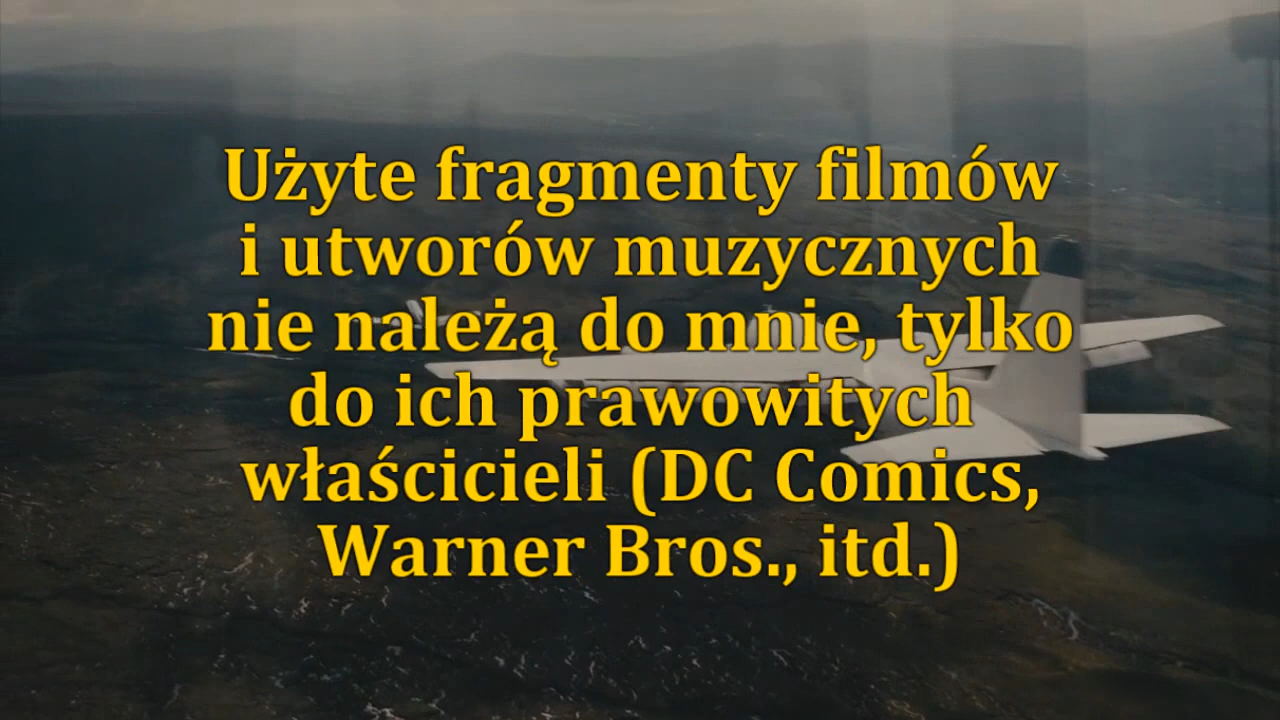 Użyte fragmenty filmów
i utworów muzycznych
nie należą do mnie, tylko
do ich prawowitych
właścicieli (DC Comics,
Warner Bros., itd.)